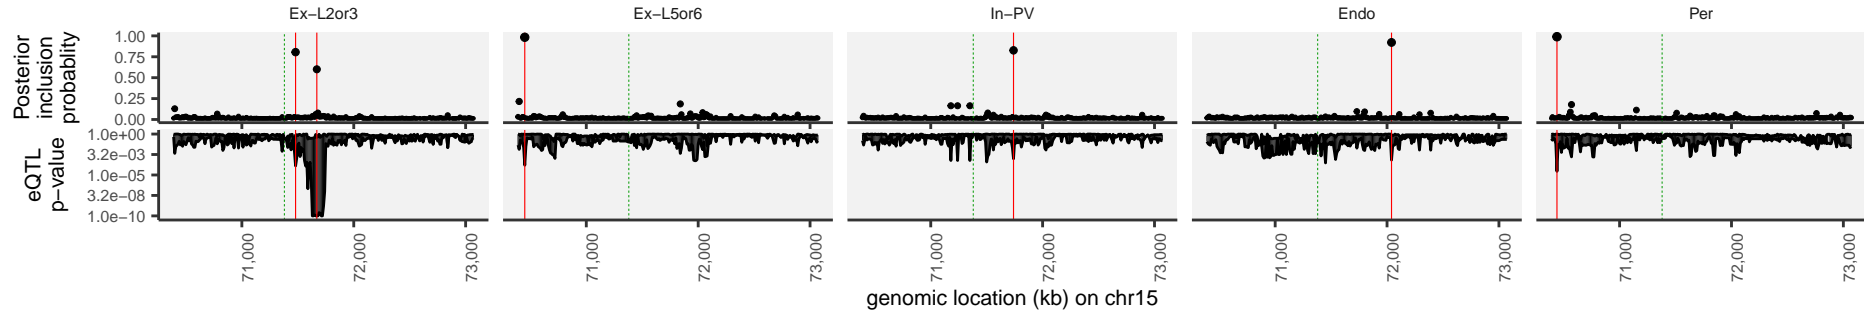 Ex−L2or3
Ex−L5or6
In−PV
Endo
Per
Posterior
inclusion
probablity
1.00
0.75
0.50
0.25
0.00
eQTL
p−value
1.0e+00
3.2e−03
1.0e−05
3.2e−08
1.0e−10
71,000
72,000
73,000
71,000
72,000
73,000
71,000
72,000
73,000
71,000
72,000
73,000
71,000
72,000
73,000
genomic location (kb) on chr15